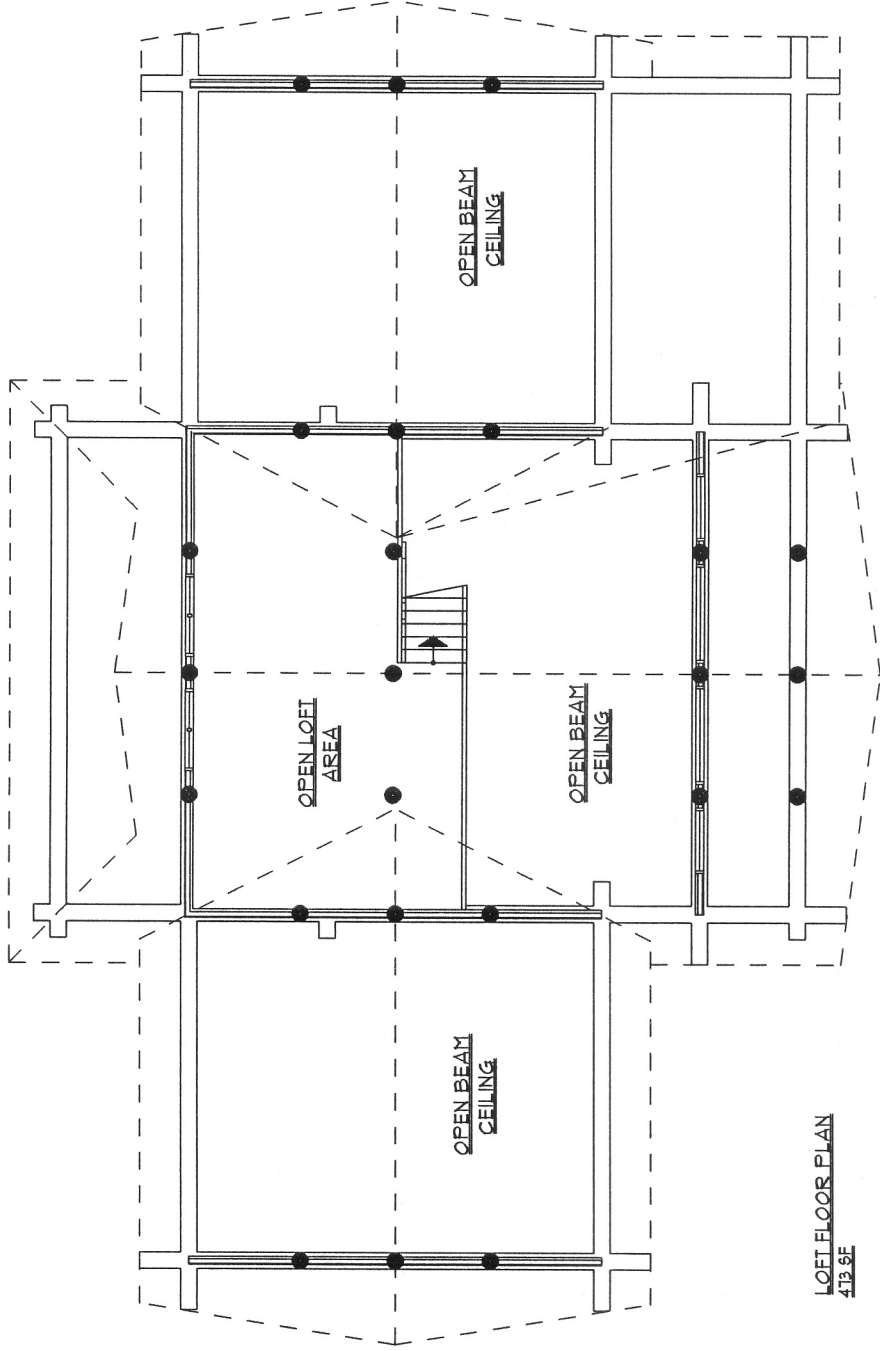 OPEN LOFT
AREA
OPEN BEAM
CEILING
OPEN BEAM
CEILING
OPEN BEAM
CEILING
LOFT FLOOR PLAN
473 SF